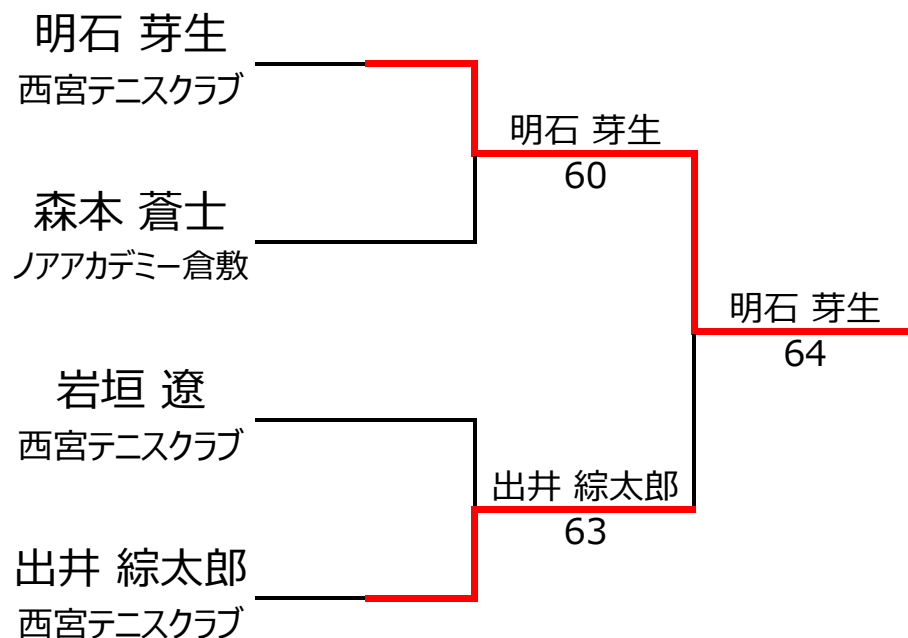 明石 芽生
西宮テニスクラブ
明石 芽生
60
森本 蒼士
ノアアカデミー倉敷
明石 芽生
64
岩垣 遼
西宮テニスクラブ
出井 綜太郎
63
出井 綜太郎
西宮テニスクラブ